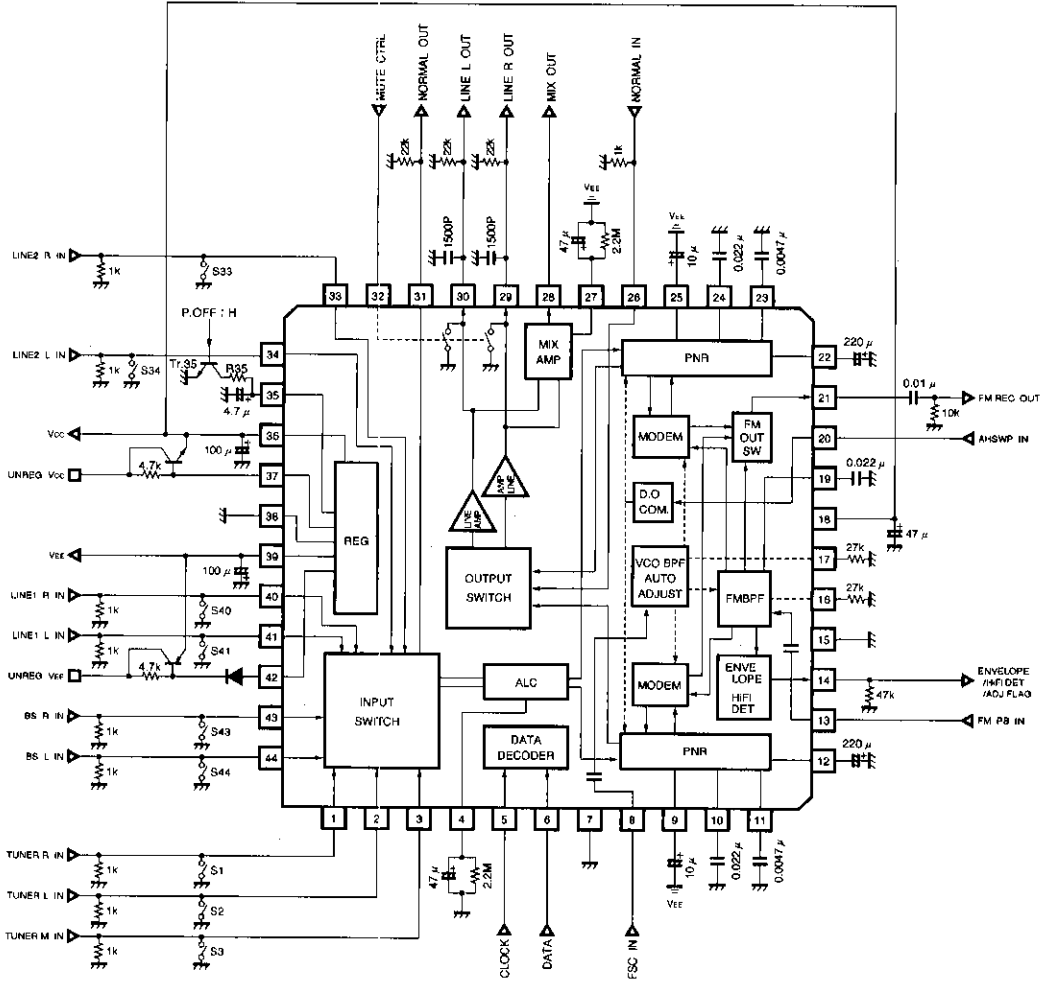 MUTE CTRL
NORMAL OUT
LINE L OUT
LINE R OUT
MIX OUT
NORMAL IN
22k
22k
22k
1k
VEE
VEE
1500P
1500P
47μ
2.2M
10μ
0.022μ
0.0047μ
LINE2 R IN
1k
S33
33
32
31
30
29
28
27
26
25
24
23
P.OFF : H
LINE2 L IN
1k
S34
Tr.35
R35
4.7μ
34
35
MIX
AMP
PNR
22
220μ
21
0.01μ
FM REC OUT
10k
VCC
100μ
36
UNREG VCC
4.7k
37
38
MODEM
FM
OUT
SW
20
AHSWP IN
19
0.022μ
D.O
COM.
LINE
AMP
AMP
LINE
18
47μ
REG
VEE
100μ
39
OUTPUT
SWITCH
VCO BPF
AUTO
ADJUST
17
27k
FMBPF
16
27k
LINE1 R IN
1k
S40
40
LINE1 L IN
1k
S41
41
15
UNREG VEE
4.7k
42
INPUT
SWITCH
ALC
MODEM
ENVE
LOPE
HiFi
DET
14
ENVELOPE
/HiFi DET
/ADJ FLAG
47k
BS R IN
1k
S43
43
13
FM PB IN
BS L IN
1k
S44
44
DATA
DECODER
PNR
12
220μ
1
2
3
4
5
6
7
8
9
10
11
TUNER R IN
1k
S1
TUNER L IN
1k
S2
TUNER M IN
1k
S3
47μ
2.2M
10μ
VEE
0.022μ
0.0047μ
CLOCK
DATA
FSC IN